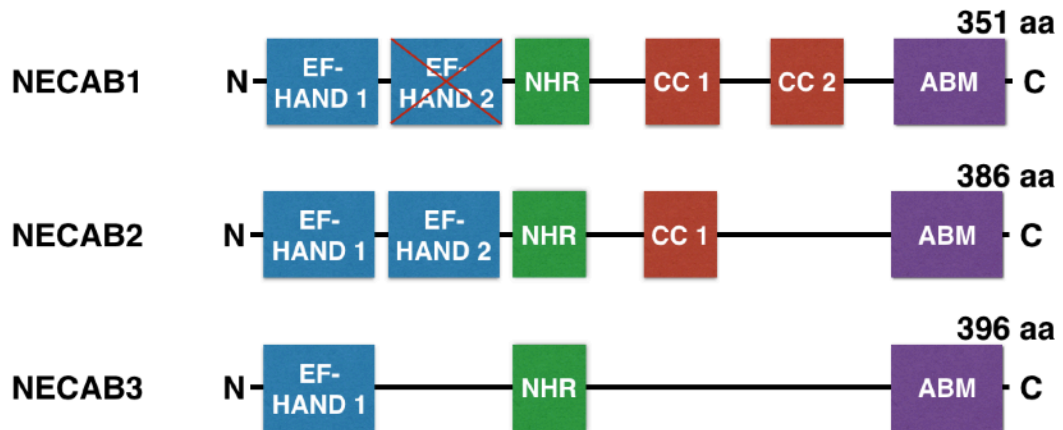 351 aa
NECAB1 N EF-HAND 1 EF-HAND 2 NHR CC 1 CC 2 ABM C
386 aa
NECAB2 N EF-HAND 1 EF-HAND 2 NHR CC 1 ABM C
396 aa
NECAB3 N EF-HAND 1 NHR ABM C